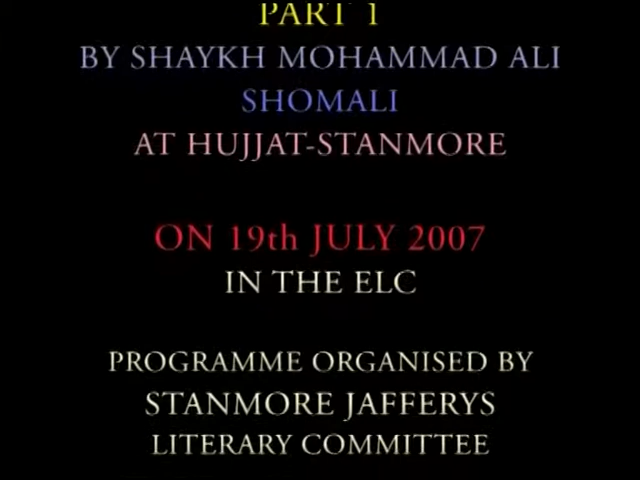 PART 1
BY SHAYKH MOHAMMAD ALI
SHOMALI
AT HUJJAT-STANMORE
ON 19th JULY 2007
IN THE ELC
PROGRAMME ORGANISED BY
STANMORE JAFFERYS
LITERARY COMMITTEE